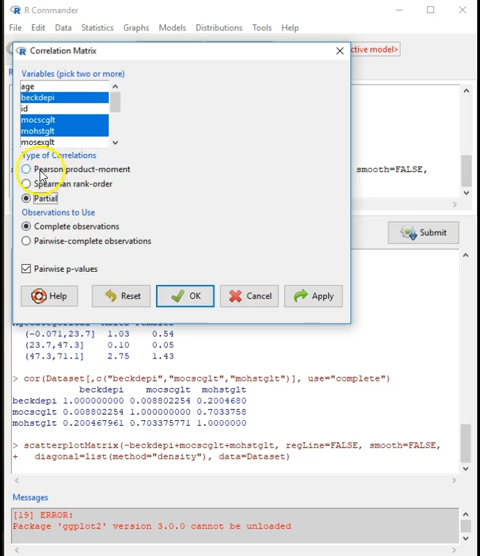 R Commander
File Edit Data Statistics Graphs Models Distributions Tools Help
Correlation Matrix
ctive model>
Variables (pick two or more)
age
beckdepi
id
mocscglt
mohstglt
mosexglt
Type of Correlations
Pearson product-moment
smooth=FALSE,
Spearman rank-order
Partial
Observations to Use
Complete observations
Pairwise-complete observations
Submit
Pairwise p-values
Help Reset OK Cancel Apply
(-0.071,23.7] 1.03 0.54
(23.7,47.3] 0.10 0.05
(47.3,71.1] 2.75 1.43
> cor(Dataset[,c("beckdepi","mocscglt","mohstglt")], use="complete")
beckdepi mocscglt mohstglt
beckdepi 1.000000000 0.008802254 0.2004680
mocscglt 0.008802254 1.000000000 0.7033758
mohstglt 0.200467961 0.703375771 1.0000000
> scatterplotMatrix(~beckdepi+mocscglt+mohstglt, regLine=FALSE, smooth=FALSE,
+ diagonal=list(method="density"), data=Dataset)
Messages
[19] ERROR:
Package 'ggplot2' version 3.0.0 cannot be unloaded